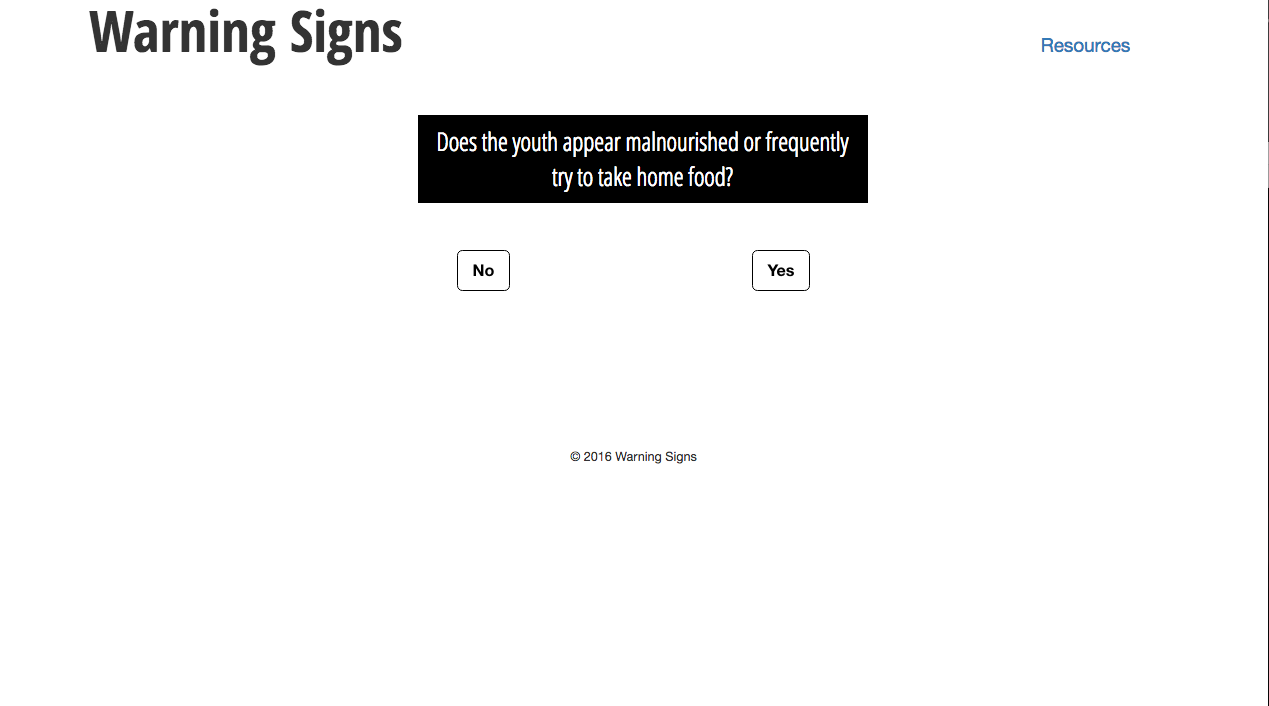 Warning Signs
Resources
Does the youth appear malnourished or frequently
try to take home food?
No
Yes
© 2016 Warning Signs